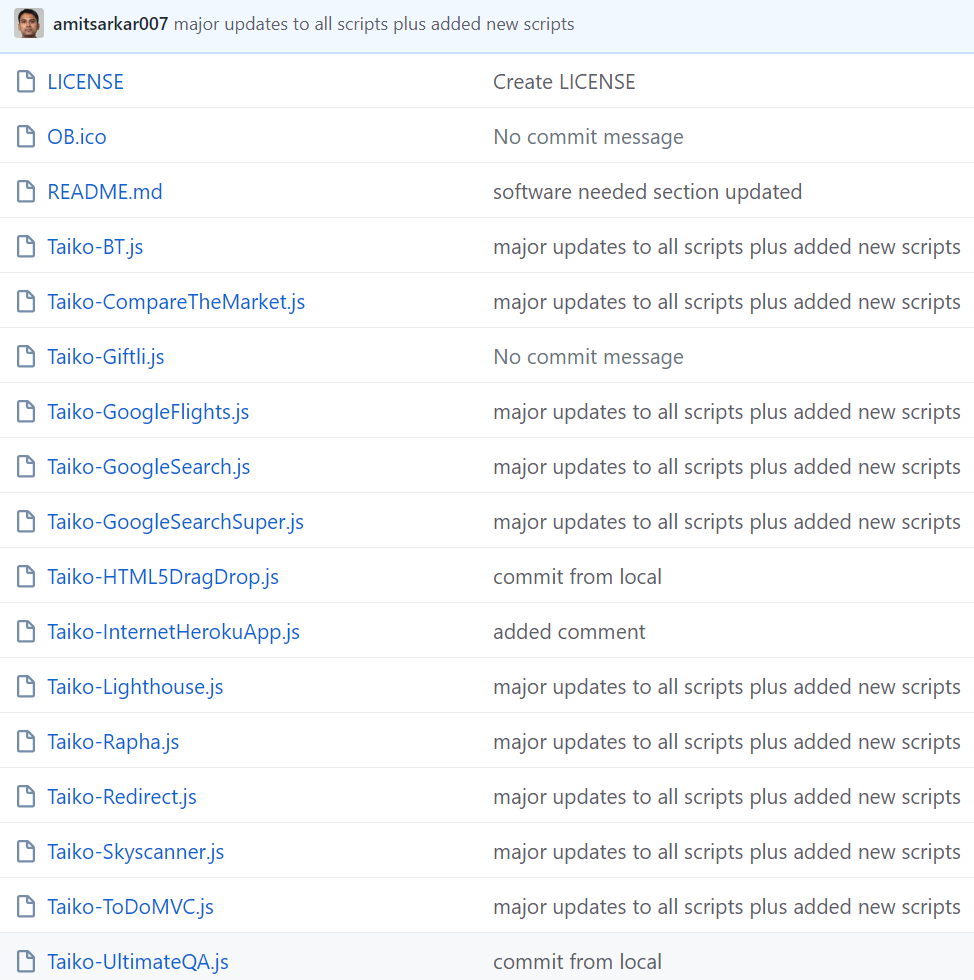 amitsarkar007 major updates to all scripts plus added new scripts
LICENSE Create LICENSE
OB.ico No commit message
README.md software needed section updated
Taiko-BT.js major updates to all scripts plus added new scripts
Taiko-CompareTheMarket.js major updates to all scripts plus added new scripts
Taiko-Giftli.js No commit message
Taiko-GoogleFlights.js major updates to all scripts plus added new scripts
Taiko-GoogleSearch.js major updates to all scripts plus added new scripts
Taiko-GoogleSearchSuper.js major updates to all scripts plus added new scripts
Taiko-HTML5DragDrop.js commit from local
Taiko-InternetHerokuApp.js added comment
Taiko-Lighthouse.js major updates to all scripts plus added new scripts
Taiko-Rapha.js major updates to all scripts plus added new scripts
Taiko-Redirect.js major updates to all scripts plus added new scripts
Taiko-Skyscanner.js major updates to all scripts plus added new scripts
Taiko-ToDoMVC.js major updates to all scripts plus added new scripts
Taiko-UltimateQA.js commit from local